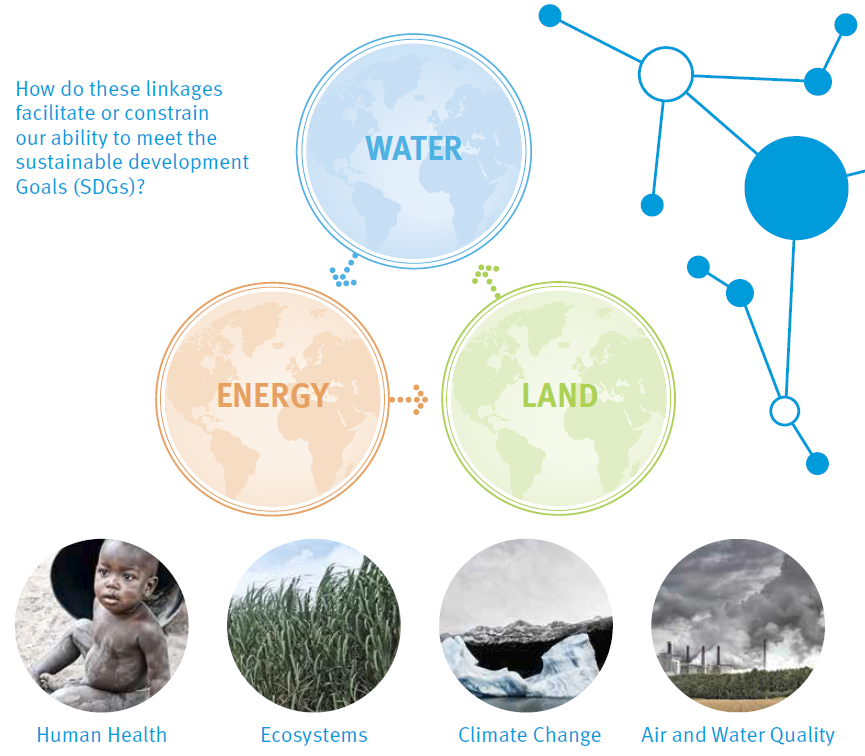 How do these linkages
facilitate or constrain
our ability to meet the
sustainable development
Goals (SDGs)?
WATER
ENERGY
LAND
Human Health
Ecosystems
Climate Change
Air and Water Quality